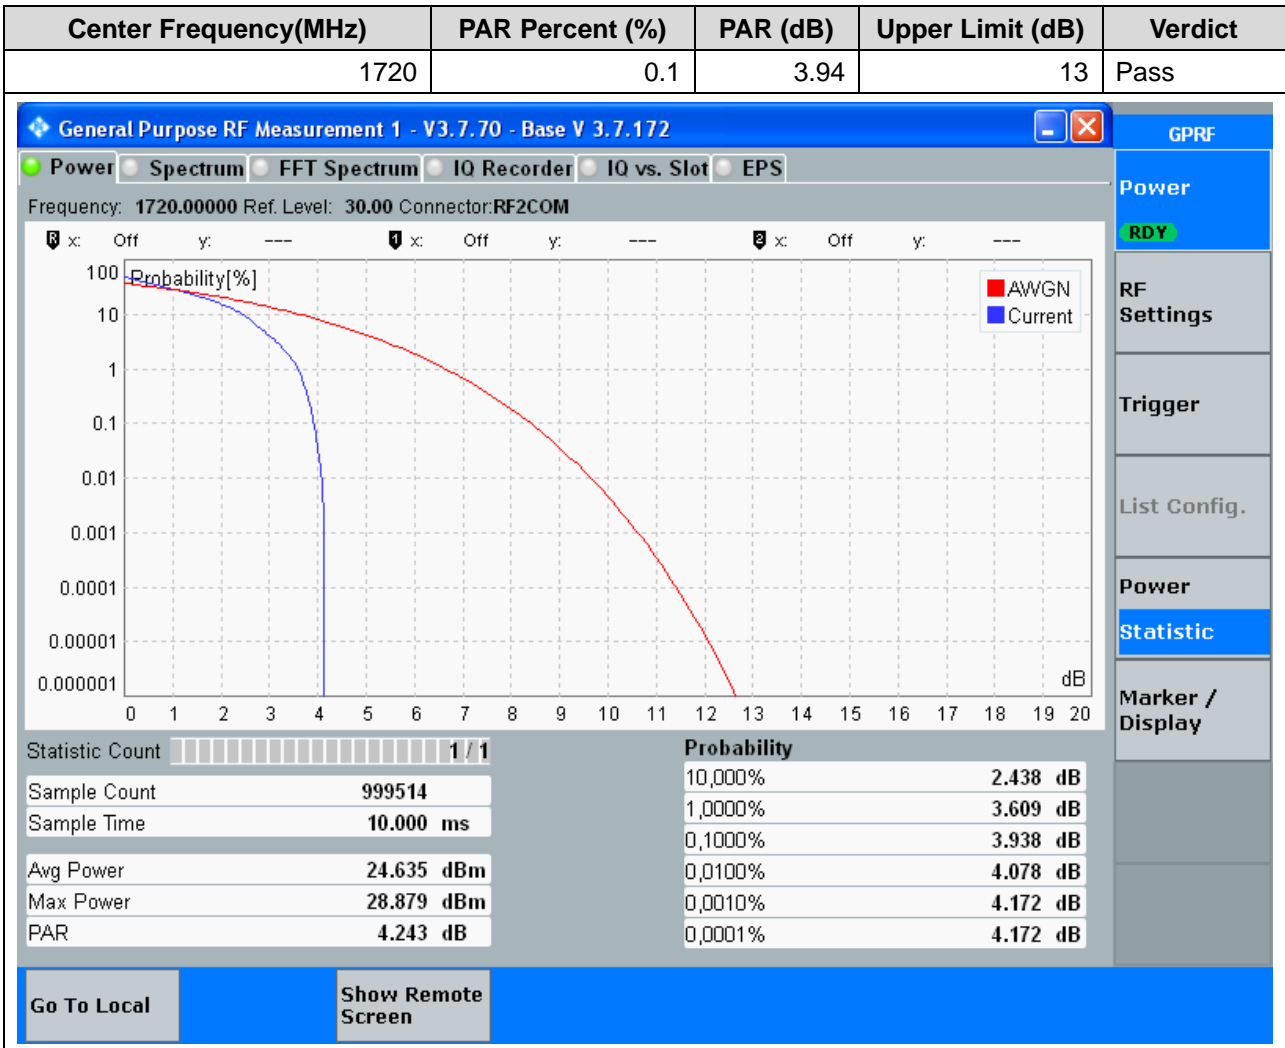 Center Frequency(MHz) PAR Percent (%) PAR (dB) Upper Limit (dB) Verdict
1720 0.1 3.94 13 Pass
General Purpose RF Measurement 1 - V3.7.70 - Base V 3.7.172
GPRF
Power Spectrum FFT Spectrum IQ Recorder IQ vs. Slot EPS
Power
RDY
Frequency: 1720.00000 Ref. Level: 30.00 Connector:RF2COM
R x: Off y: --- 1 x: Off y: --- 2 x: Off y: ---
Probability[%]
AWGN
Current
100
10
1
0.1
0.01
0.001
0.0001
0.00001
0.000001
dB
0 1 2 3 4 5 6 7 8 9 10 11 12 13 14 15 16 17 18 19 20
RF
Settings
Trigger
List Config.
Power
Statistic
Marker /
Display
Statistic Count 1 / 1
Sample Count 999514
Sample Time 10.000 ms
Avg Power 24.635 dBm
Max Power 28.879 dBm
PAR 4.243 dB
Probability
10,000% 2.438 dB
1,0000% 3.609 dB
0,1000% 3.938 dB
0,0100% 4.078 dB
0,0010% 4.172 dB
0,0001% 4.172 dB
Go To Local
Show Remote
Screen